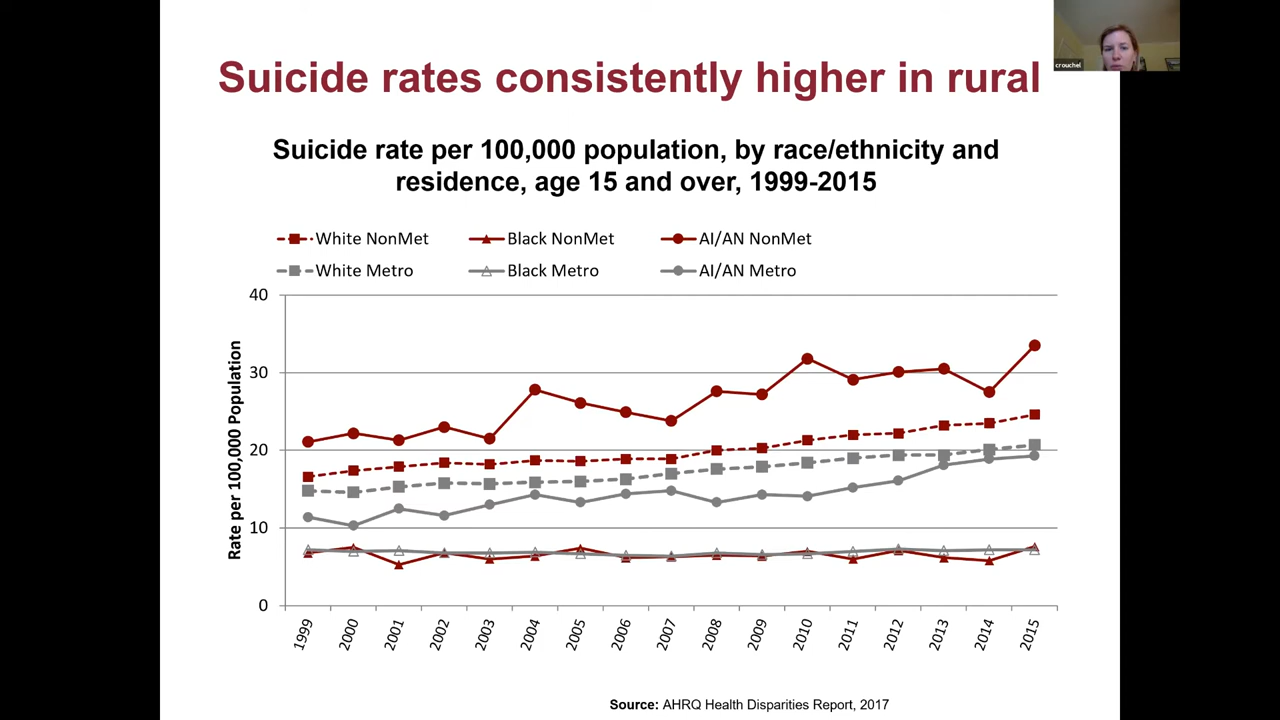 crouchel
Suicide rates consistently higher in rural
Suicide rate per 100,000 population, by race/ethnicity and
residence, age 15 and over, 1999-2015
White NonMet Black NonMet AI/AN NonMet
White Metro Black Metro AI/AN Metro
Rate per 100,000 Population
40
30
20
10
0
1999 2000 2001 2002 2003 2004 2005 2006 2007 2008 2009 2010 2011 2012 2013 2014 2015
Source: AHRQ Health Disparities Report, 2017